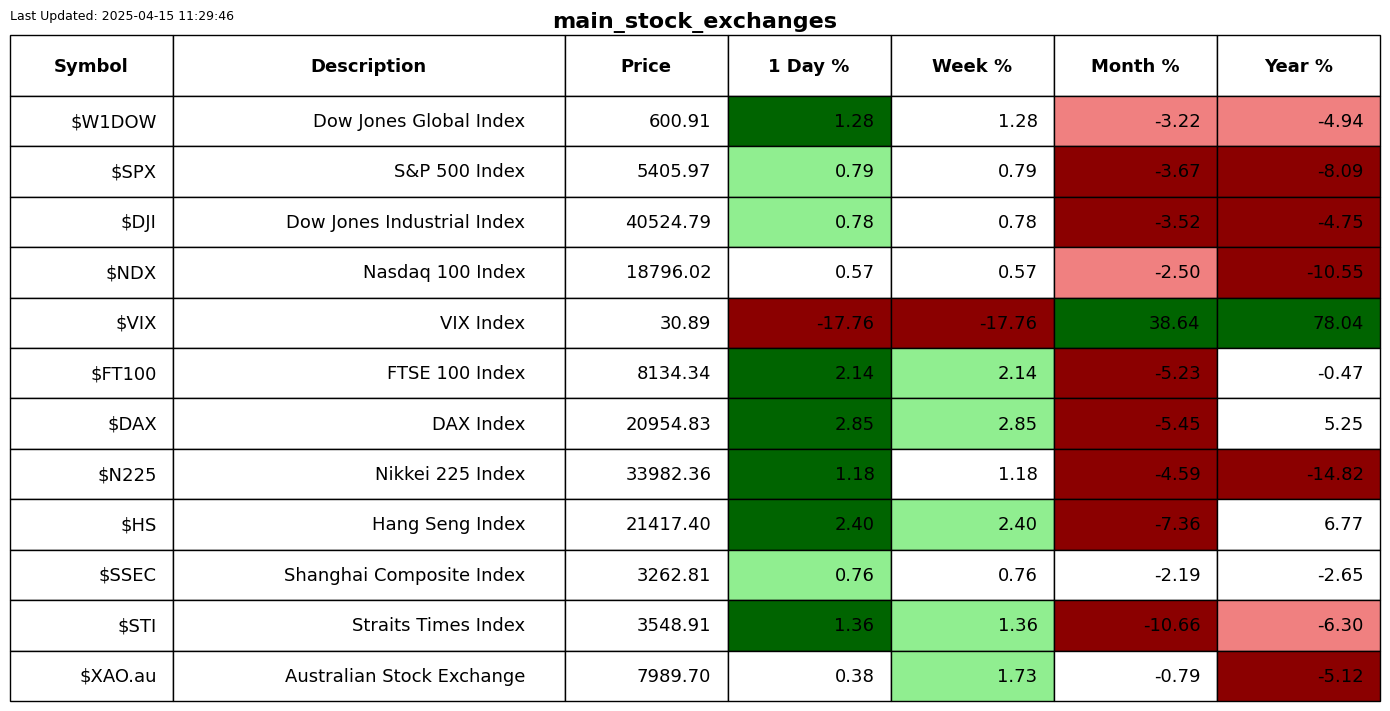 Last Updated: 2025-04-15 11:29:46
main_stock_exchanges
Symbol Description Price 1 Day % Week % Month % Year %
$W1DOW Dow Jones Global Index 600.91 1.28 1.28 -3.22 -4.94
$SPX S&P 500 Index 5405.97 0.79 0.79 -3.67 -8.09
$DJI Dow Jones Industrial Index 40524.79 0.78 0.78 -3.52 -4.75
$NDX Nasdaq 100 Index 18796.02 0.57 0.57 -2.50 -10.55
$VIX VIX Index 30.89 -17.76 -17.76 38.64 78.04
$FT100 FTSE 100 Index 8134.34 2.14 2.14 -5.23 -0.47
$DAX DAX Index 20954.83 2.85 2.85 -5.45 5.25
$N225 Nikkei 225 Index 33982.36 1.18 1.18 -4.59 -14.82
$HS Hang Seng Index 21417.40 2.40 2.40 -7.36 6.77
$SSEC Shanghai Composite Index 3262.81 0.76 0.76 -2.19 -2.65
$STI Straits Times Index 3548.91 1.36 1.36 -10.66 -6.30
$XAO.au Australian Stock Exchange 7989.70 0.38 1.73 -0.79 -5.12